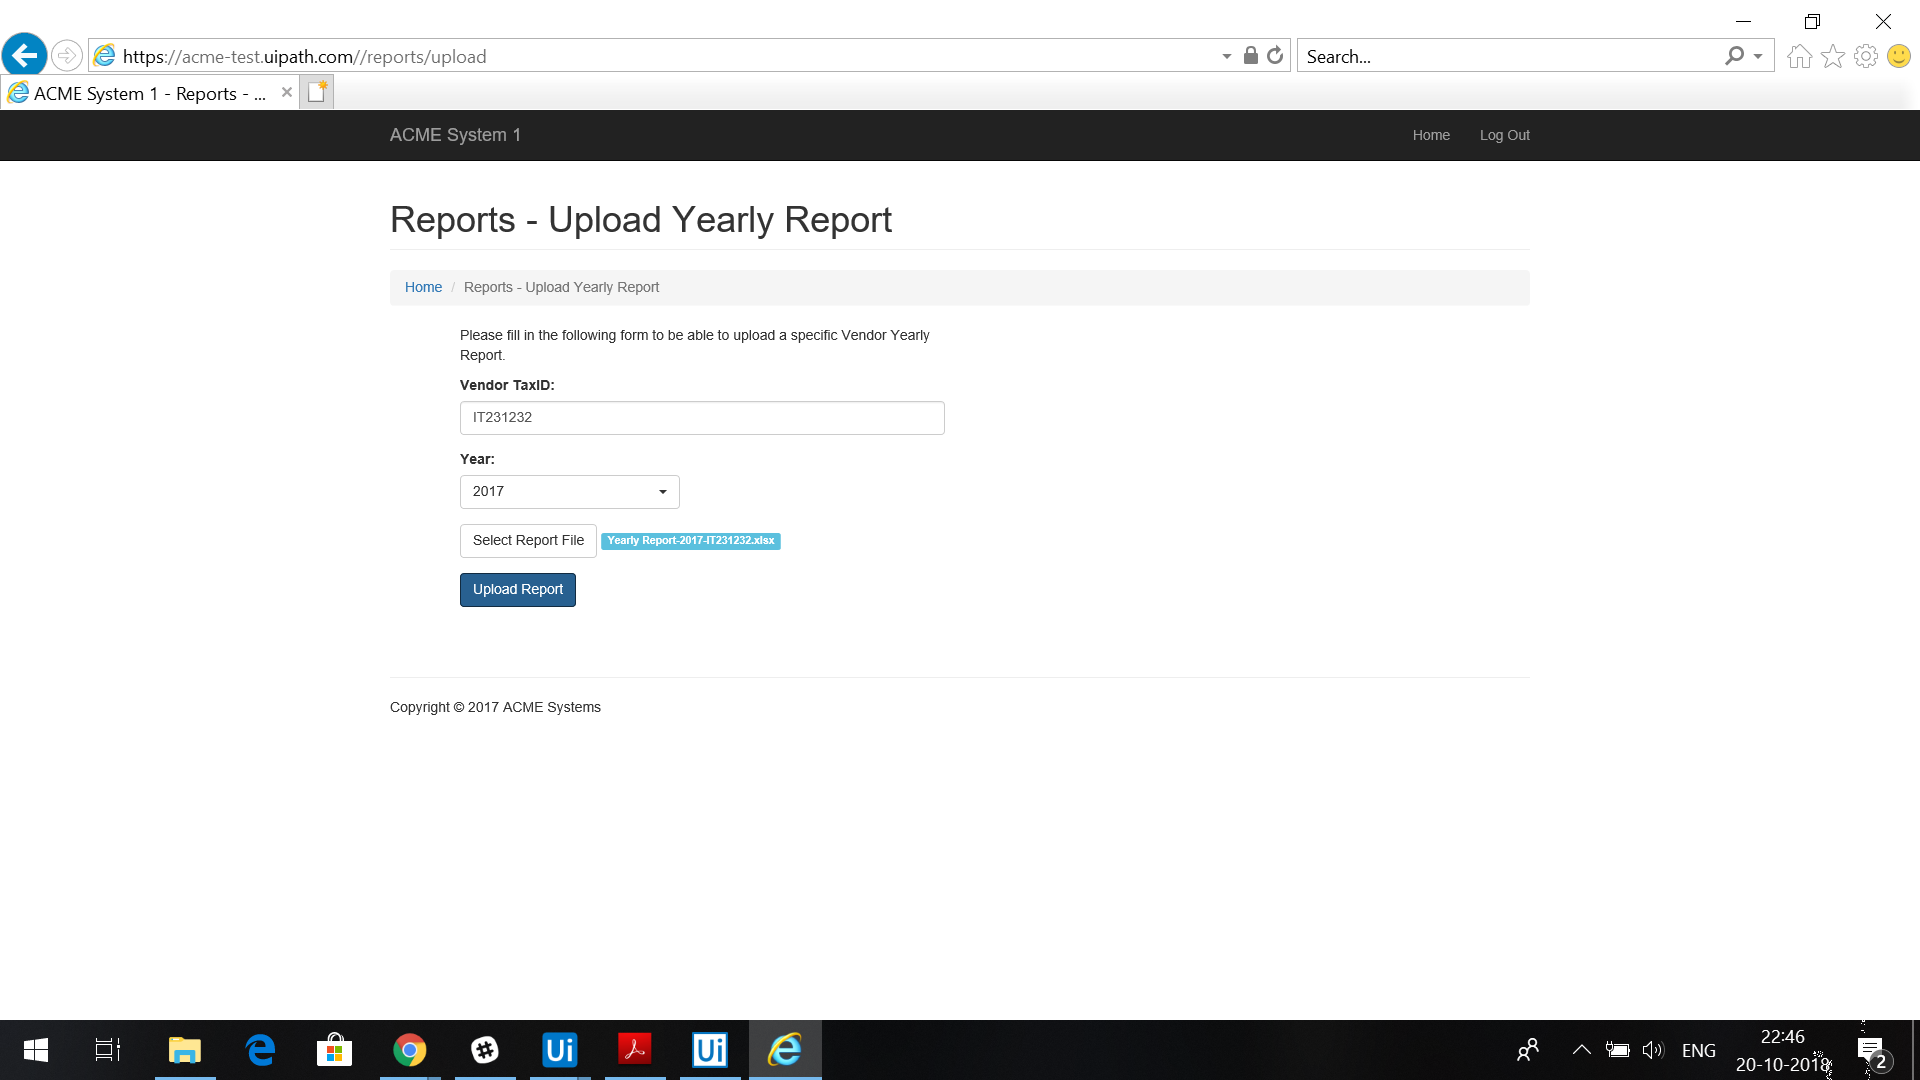 https://acme-test.uipath.com//reports/upload
Search...
ACME System 1 - Reports - ...
ACME System 1
Home
Log Out
Reports - Upload Yearly Report
Home / Reports - Upload Yearly Report
Please fill in the following form to be able to upload a specific Vendor Yearly
Report.
Vendor TaxID:
IT231232
Year:
2017
Select Report File
Yearly Report-2017-IT231232.xlsx
Upload Report
Copyright © 2017 ACME Systems
Ui
Ui
ENG
22:46
20-10-2018
2